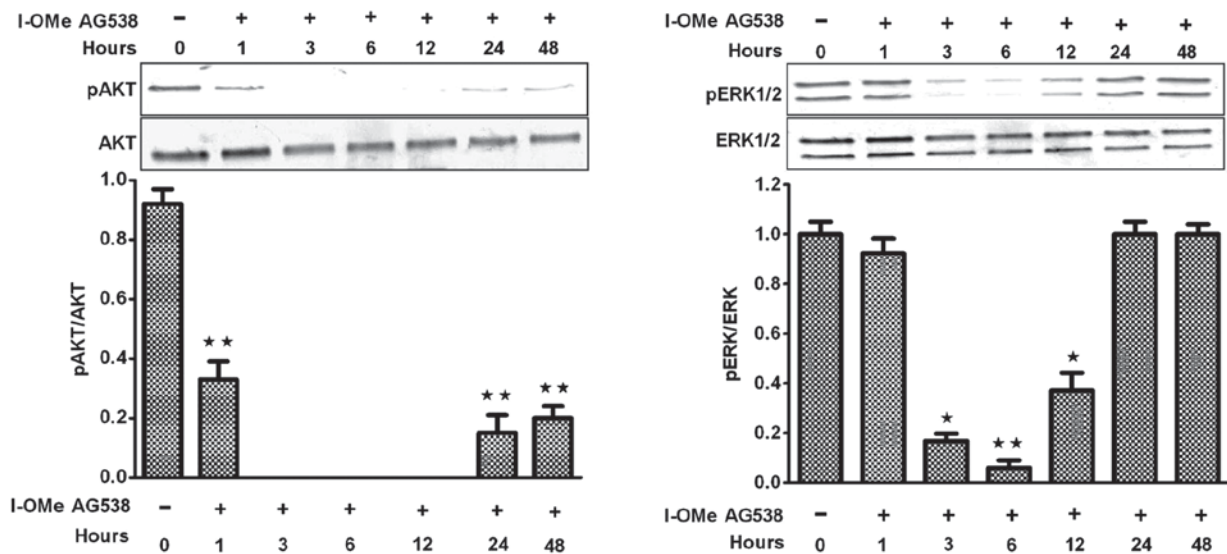 I-OMe AG538 – + + + + + +
Hours 0 1 3 6 12 24 48
pAKT
AKT
1.0
0.8
0.6
0.4
0.2
0.0
pAKT/AKT
★★
★★
★★
I-OMe AG538 – + + + + + +
Hours 0 1 3 6 12 24 48
I-OMe AG538 – + + + + + +
Hours 0 1 3 6 12 24 48
pERK1/2
ERK1/2
1.2
1.0
0.8
0.6
0.4
0.2
0.0
pERK/ERK
★
★★
★
I-OMe AG538 – + + + + + +
Hours 0 1 3 6 12 24 48